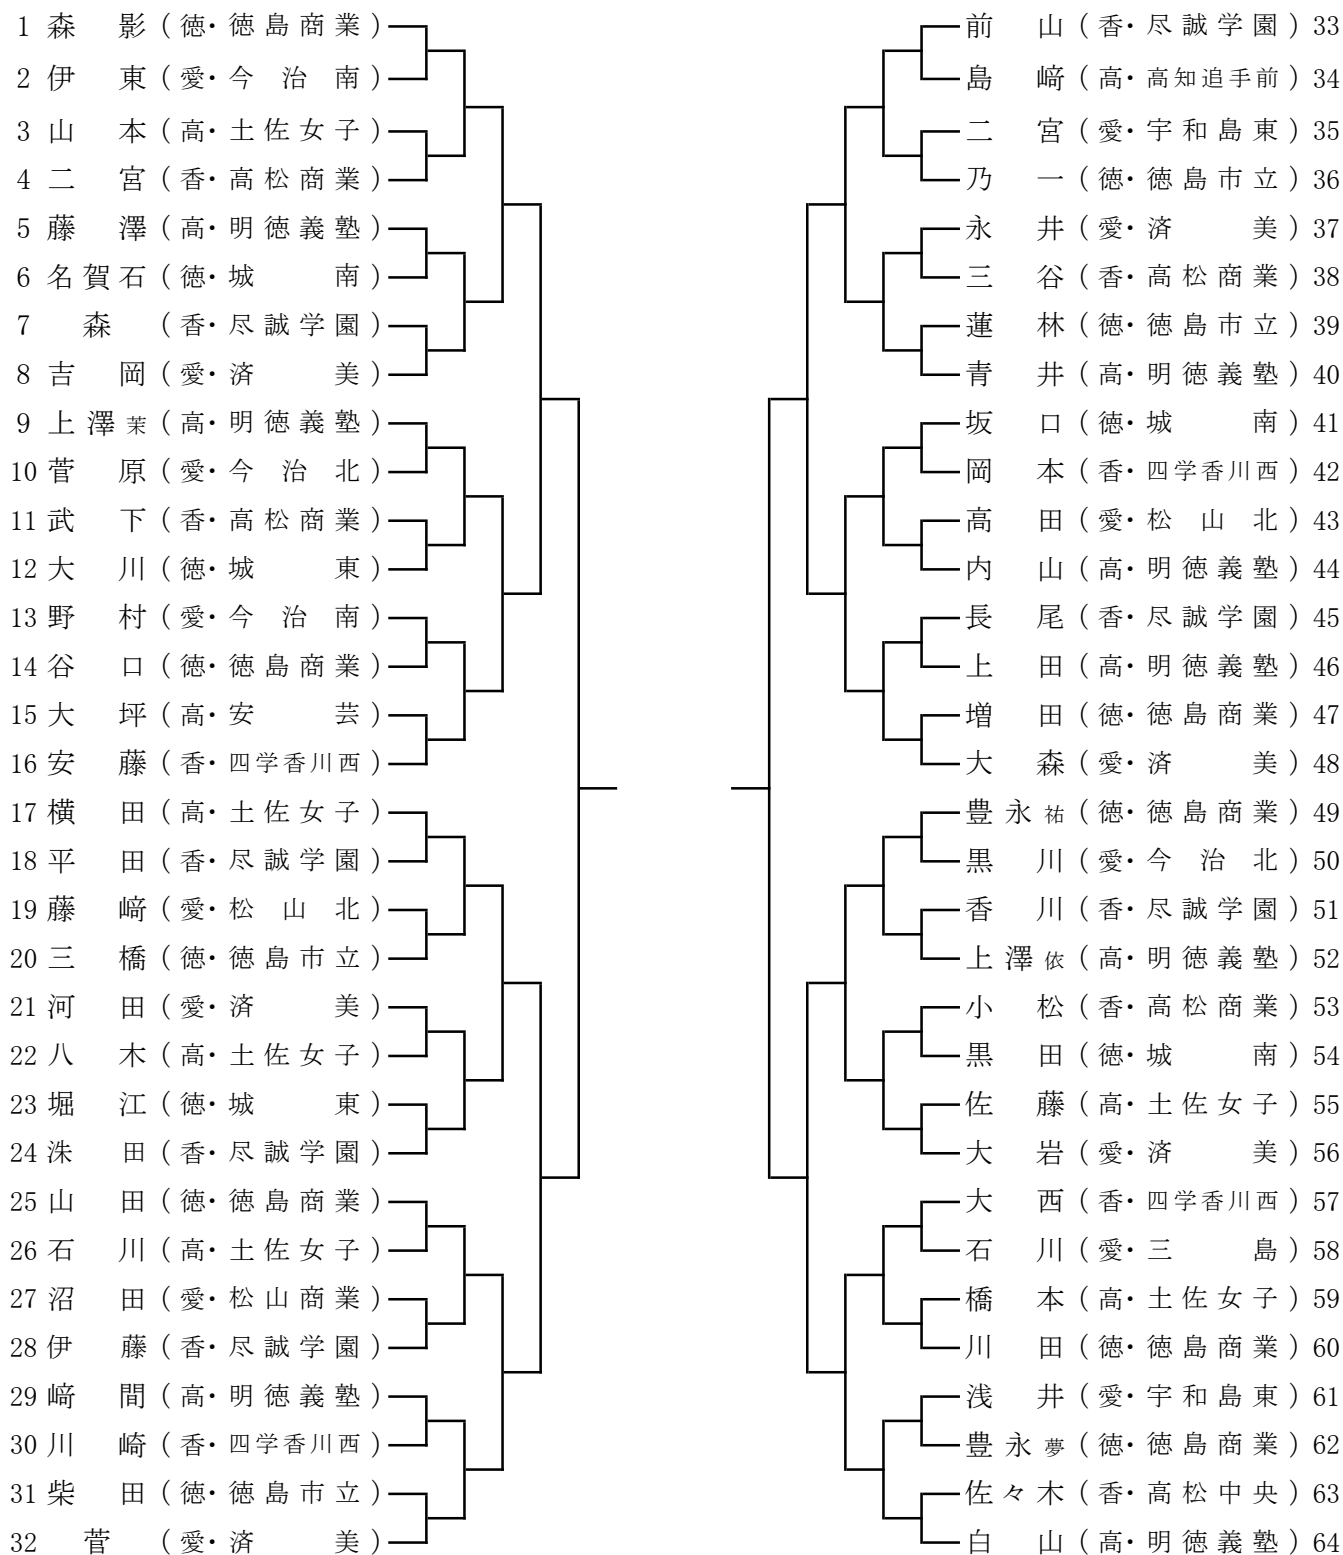 1 森 影 ( 徳・徳島商業 )
2 伊 東 ( 愛・今 治 南 )
3 山 本 ( 高・土佐女子 )
4 二 宮 ( 香・高松商業 )
5 藤 澤 ( 高・明徳義塾 )
6 名賀石 ( 徳・城 南 )
7 森 ( 香・尽誠学園 )
8 吉 岡 ( 愛・済 美 )
9 上澤茉 ( 高・明徳義塾 )
10 菅 原 ( 愛・今 治 北 )
11 武 下 ( 香・高松商業 )
12 大 川 ( 徳・城 東 )
13 野 村 ( 愛・今 治 南 )
14 谷 口 ( 徳・徳島商業 )
15 大 坪 ( 高・安 芸 )
16 安 藤 ( 香・四学香川西 )
17 横 田 ( 高・土佐女子 )
18 平 田 ( 香・尽誠学園 )
19 藤 﨑 ( 愛・松 山 北 )
20 三 橋 ( 徳・徳島市立 )
21 河 田 ( 愛・済 美 )
22 八 木 ( 高・土佐女子 )
23 堀 江 ( 徳・城 東 )
24 洙 田 ( 香・尽誠学園 )
25 山 田 ( 徳・徳島商業 )
26 石 川 ( 高・土佐女子 )
27 沼 田 ( 愛・松山商業 )
28 伊 藤 ( 香・尽誠学園 )
29 﨑 間 ( 高・明徳義塾 )
30 川 崎 ( 香・四学香川西 )
31 柴 田 ( 徳・徳島市立 )
32 菅 ( 愛・済 美 )
前 山 ( 香・尽誠学園 ) 33
島 﨑 ( 高・高知追手前 ) 34
二 宮 ( 愛・宇和島東 ) 35
乃 一 ( 徳・徳島市立 ) 36
永 井 ( 愛・済 美 ) 37
三 谷 ( 香・高松商業 ) 38
蓮 林 ( 徳・徳島市立 ) 39
青 井 ( 高・明徳義塾 ) 40
坂 口 ( 徳・城 南 ) 41
岡 本 ( 香・四学香川西 ) 42
高 田 ( 愛・松 山 北 ) 43
内 山 ( 高・明徳義塾 ) 44
長 尾 ( 香・尽誠学園 ) 45
上 田 ( 高・明徳義塾 ) 46
増 田 ( 徳・徳島商業 ) 47
大 森 ( 愛・済 美 ) 48
豊永祐 ( 徳・徳島商業 ) 49
黒 川 ( 愛・今 治 北 ) 50
香 川 ( 香・尽誠学園 ) 51
上澤依 ( 高・明徳義塾 ) 52
小 松 ( 香・高松商業 ) 53
黒 田 ( 徳・城 南 ) 54
佐 藤 ( 高・土佐女子 ) 55
大 岩 ( 愛・済 美 ) 56
大 西 ( 香・四学香川西 ) 57
石 川 ( 愛・三 島 ) 58
橋 本 ( 高・土佐女子 ) 59
川 田 ( 徳・徳島商業 ) 60
浅 井 ( 愛・宇和島東 ) 61
豊永夢 ( 徳・徳島商業 ) 62
佐々木 ( 香・高松中央 ) 63
白 山 ( 高・明徳義塾 ) 64